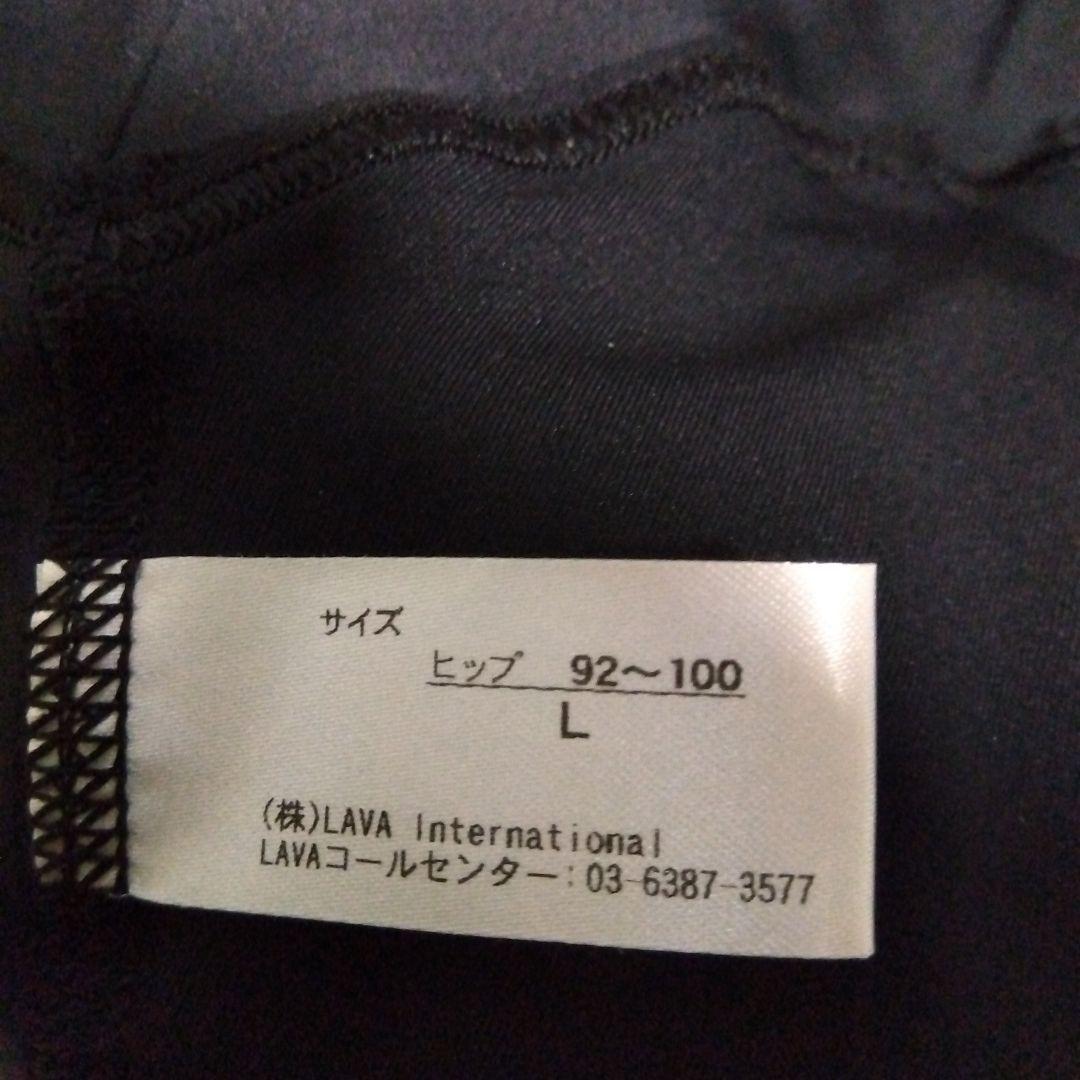 サイズ
ヒップ 92〜100
L
(株)LAVA International
LAVAコールセンター:03-6387-3577